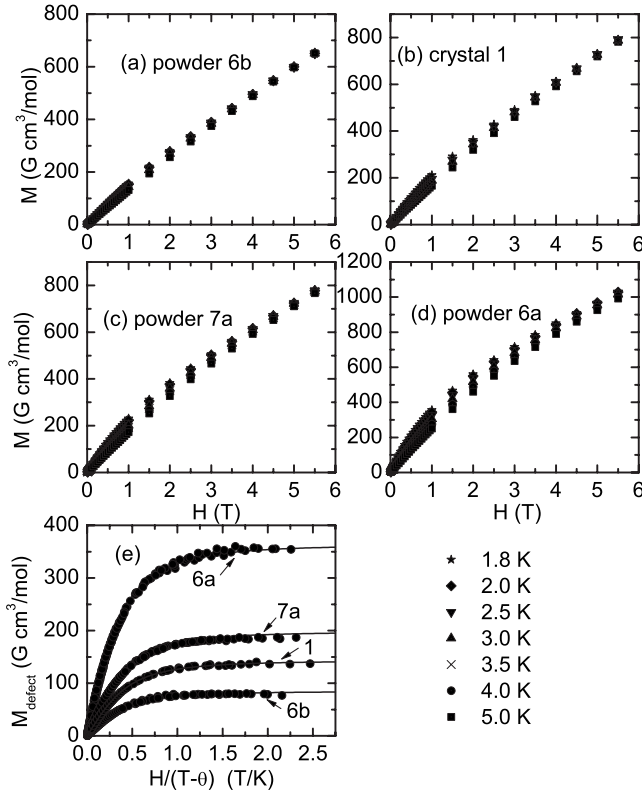 800
600
400
200
0
0 1 2 3 4 5 6
M (G cm³/mol)
(a) powder 6b
800
600
400
200
0
0 1 2 3 4 5 6
(b) crystal 1
800
600
400
200
0
0 1 2 3 4 5 6
M (G cm³/mol)
H (T)
(c) powder 7a
1200
1000
800
600
400
200
0
0 1 2 3 4 5 6
H (T)
(d) powder 6a
400
300
200
100
0
0.0 0.5 1.0 1.5 2.0 2.5
M_defect (G cm³/mol)
H/(T-θ) (T/K)
(e)
6a
7a
1
6b
1.8 K
2.0 K
2.5 K
3.0 K
3.5 K
4.0 K
5.0 K